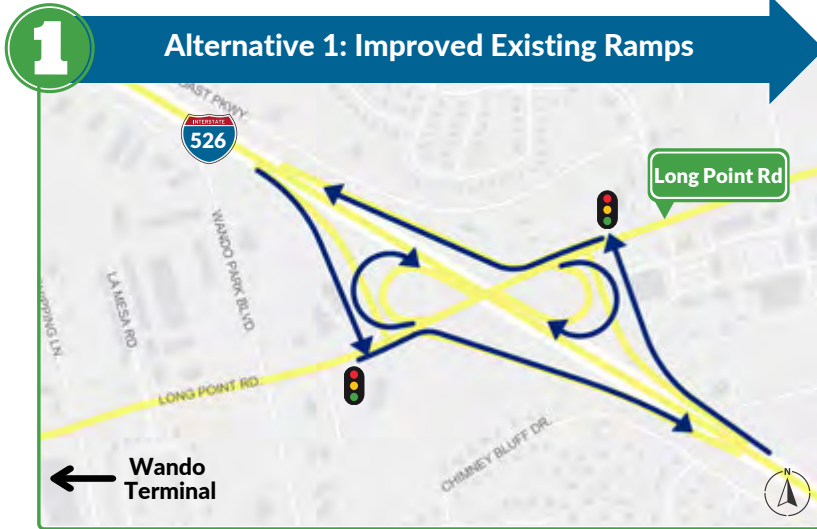 1
Alternative 1: Improved Existing Ramps
INTERSTATE
526
Long Point Rd
WANDO PARK BLVD.
LA MESA RD.
LONG POINT RD.
CHIMNEY BLUFF DR.
Wando
Terminal
N
PKWY
LN.